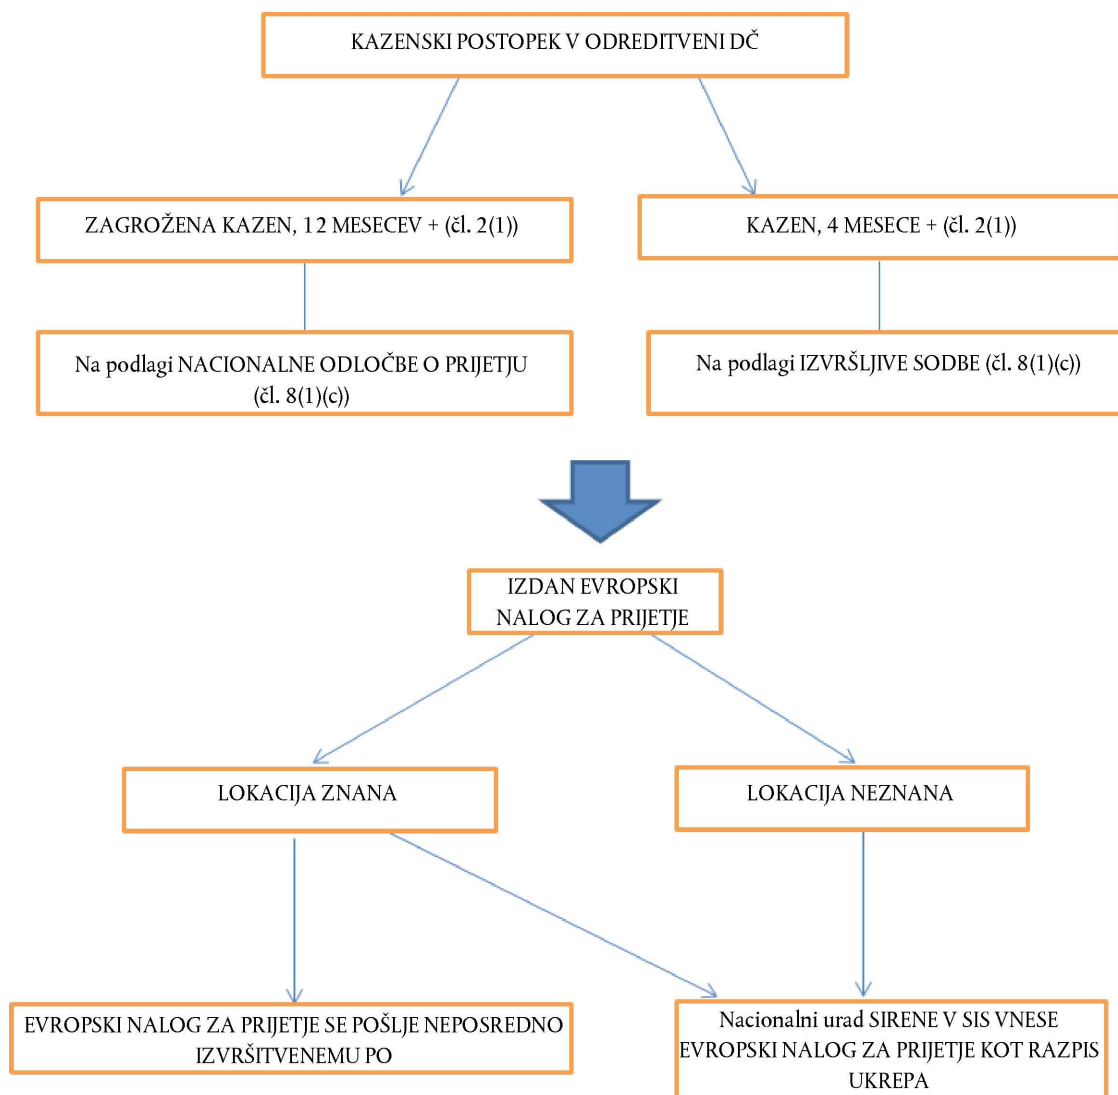 KAZENSKI POSTOPEK V ODREDITVENI DČ
ZAGROŽENA KAZEN, 12 MESECEV + (čl. 2(1))
KAZEN, 4 MESECE + (čl. 2(1))
Na podlagi NACIONALNE ODLOČBE O PRIJETJU
(čl. 8(1)(c))
Na podlagi IZVRŠLJIVE SODBE (čl. 8(1)(c))
IZDAN EVROPSKI
NALOG ZA PRIJETJE
LOKACIJA ZNANA
LOKACIJA NEZNANA
EVROPSKI NALOG ZA PRIJETJE SE POŠLJE NEPOSREDNO
IZVRŠITVENEMU PO
Nacionalni urad SIRENE V SIS VNESE
EVROPSKI NALOG ZA PRIJETJE KOT RAZPIS
UKREPA